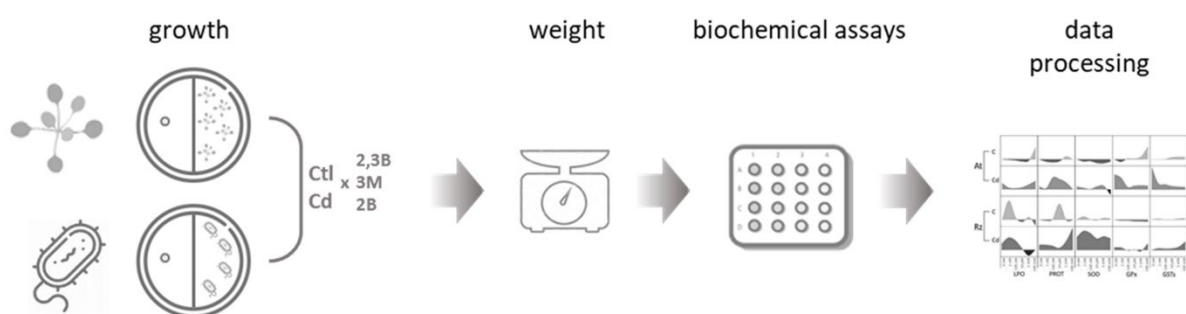 growth
weight
biochemical assays
data
processing
Ctl
Cd
x
2,3B
3M
2B
1 2 3 4
A
B
C
D
At
C
Cd
Rz
C
Cd
LPO PROT SOD GPx GSTs